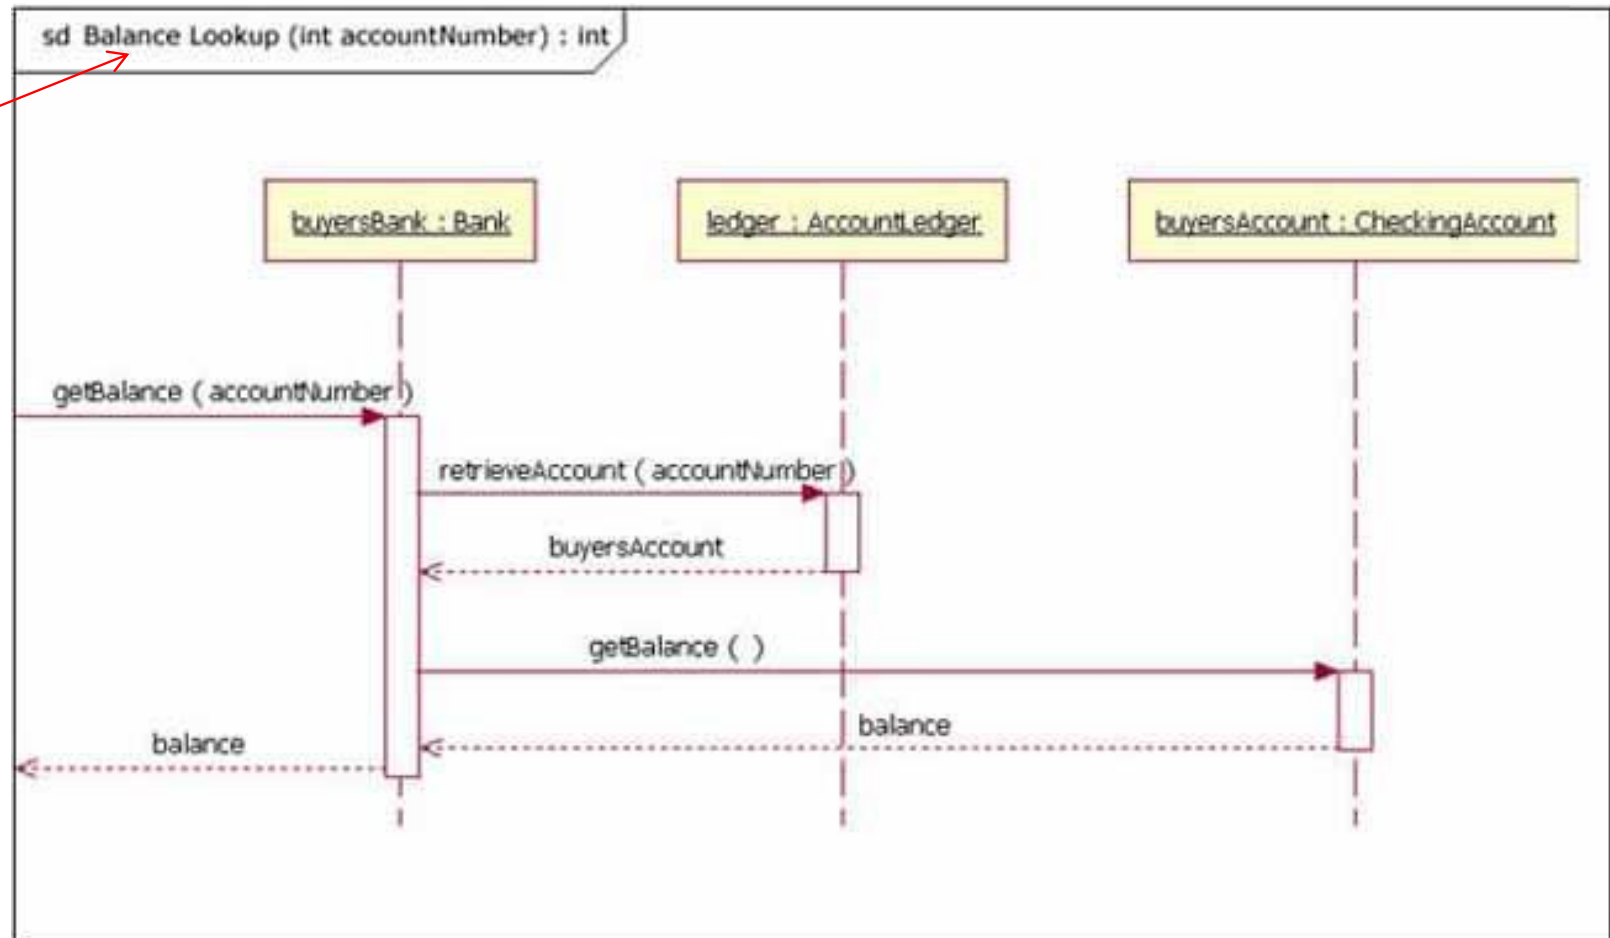 sd Balance Lookup (int accountNumber) : int
buyersBank : Bank
ledger : AccountLedger
buyersAccount : CheckingAccount
getBalance ( accountNumber )
retrieveAccount ( accountNumber )
buyersAccount
getBalance ( )
balance
balance